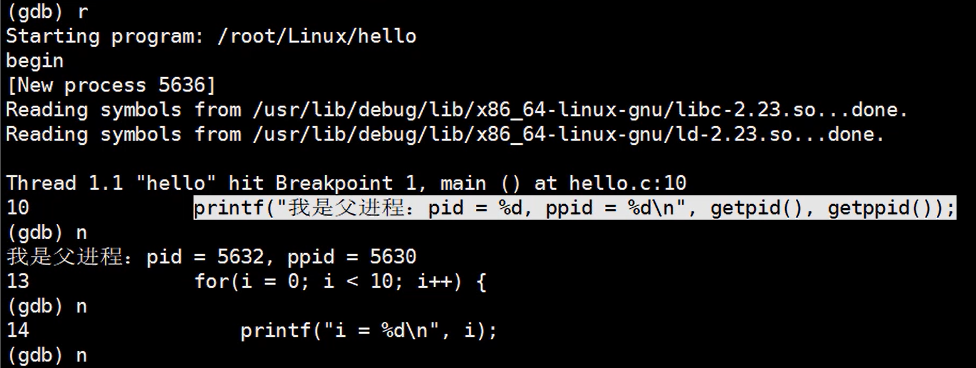 (gdb) r
Starting program: /root/Linux/hello
begin
[New process 5636]
Reading symbols from /usr/lib/debug/lib/x86_64-linux-gnu/libc-2.23.so...done.
Reading symbols from /usr/lib/debug/lib/x86_64-linux-gnu/ld-2.23.so...done.
Thread 1.1 "hello" hit Breakpoint 1, main () at hello.c:10
10 printf("我是父进程：pid = %d, ppid = %d\n", getpid(), getppid());
(gdb) n
我是父进程：pid = 5632, ppid = 5630
13 for(i = 0; i < 10; i++) {
(gdb) n
14 printf("i = %d\n", i);
(gdb) n